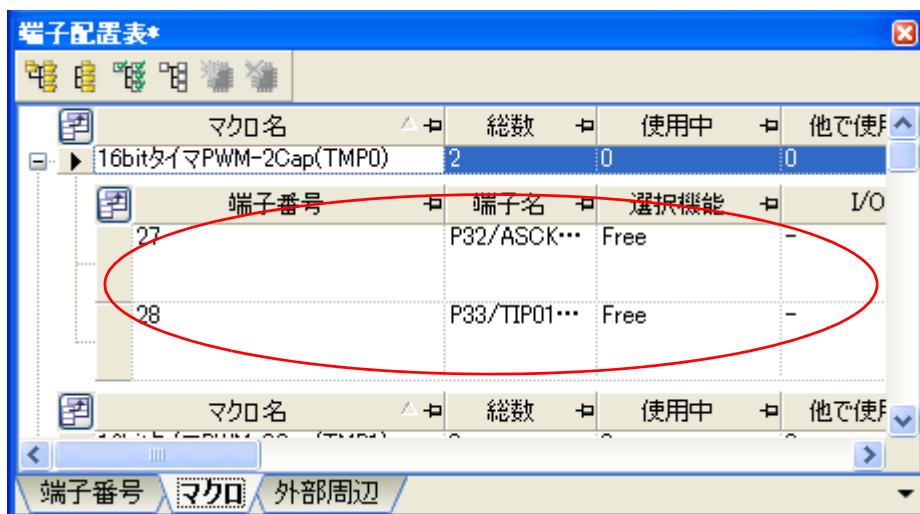 端子配置表*
マクロ名 総数 使用中 他で使用
16bitタイマPWM-2Cap(TMP0) 2 0 0
端子番号 端子名 選択機能 I/O
27 P32/ASCK… Free -
28 P33/TIP01… Free -
マクロ名 総数 使用中 他で使用
端子番号 マクロ 外部周辺